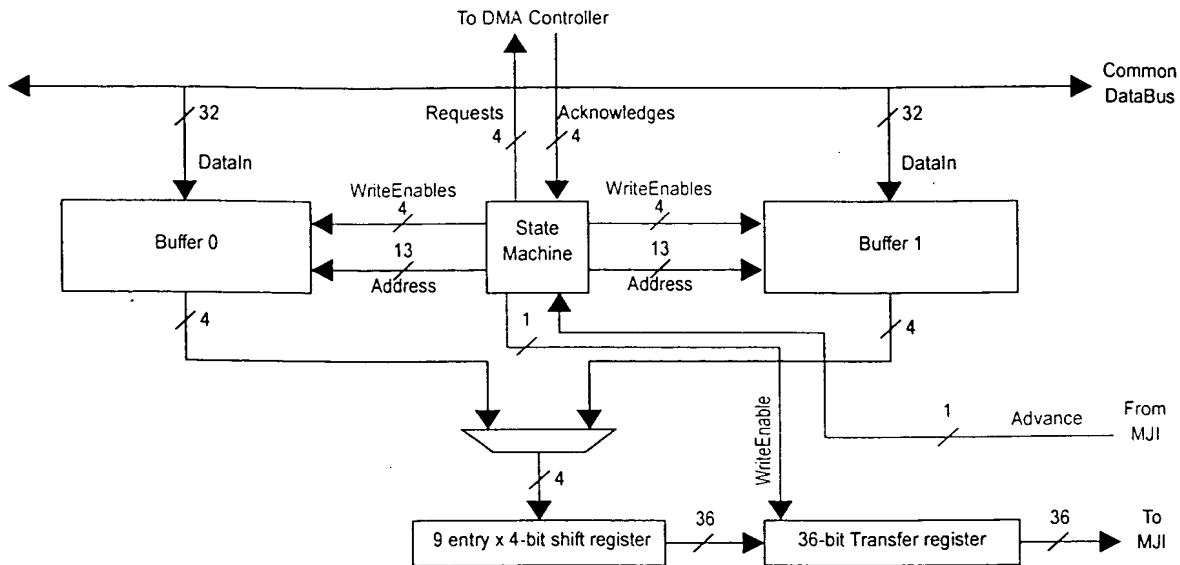 To DMA Controller
Common
DataBus
32
Requests
Acknowledges
32
4
4
DataIn
DataIn
WriteEnables
WriteEnables
4
4
Buffer 0
State
Machine
Buffer 1
13
13
Address
Address
4
1
4
1
Advance
From
MJI
WriteEnable
4
9 entry x 4-bit shift register
36
36-bit Transfer register
36
To
MJI